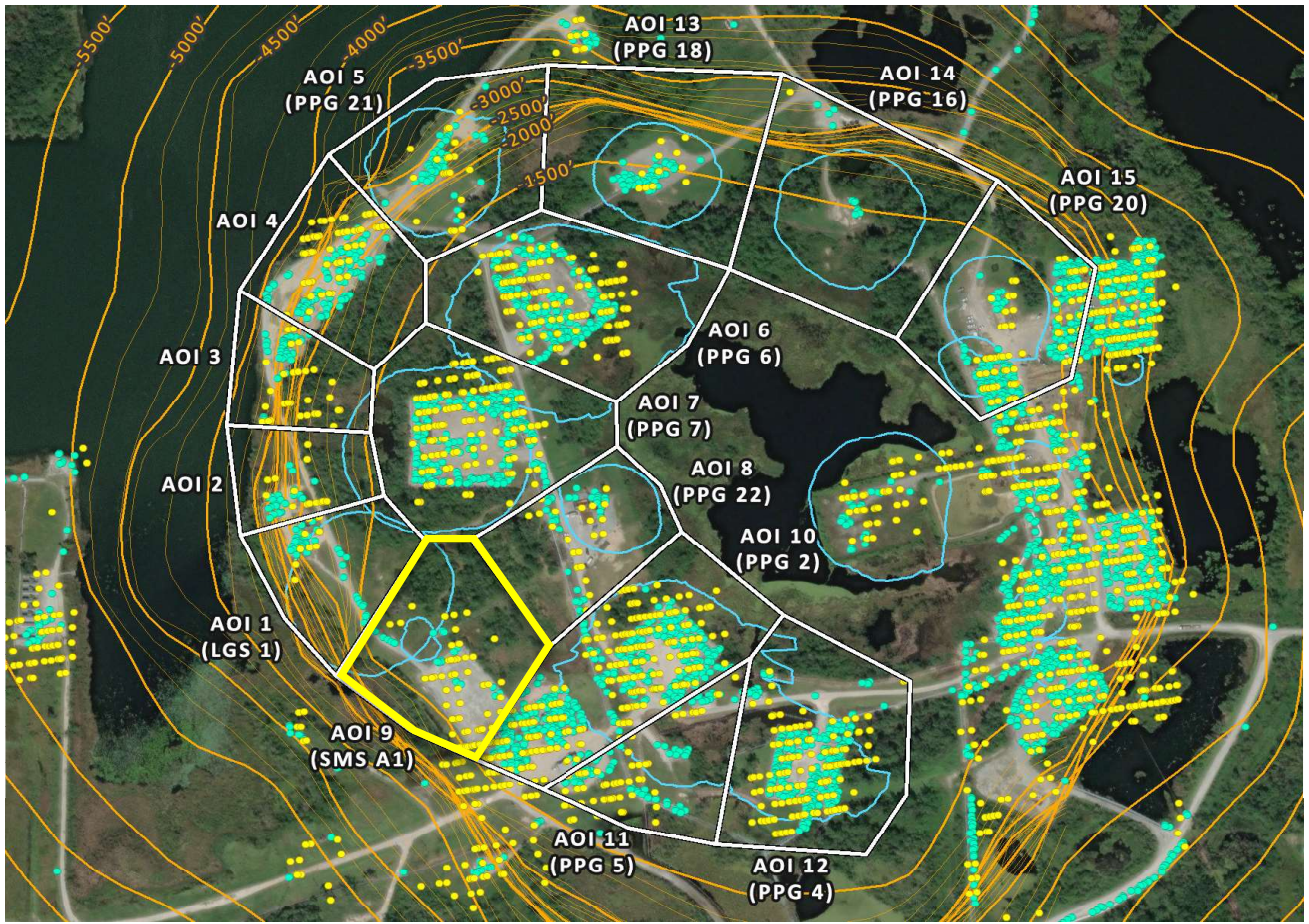 -5500'
-5000'
-4500'
-4000'
-3500'
-3000'
-2500'
-2000'
-1500'
AOI 13
(PPG 18)
AOI 5
(PPG 21)
AOI 14
(PPG 16)
AOI 15
(PPG 20)
AOI 4
AOI 3
AOI 6
(PPG 6)
AOI 7
(PPG 7)
AOI 2
AOI 8
(PPG 22)
AOI 10
(PPG 2)
AOI 1
(LGS 1)
AOI 9
(SMS A1)
AOI 11
(PPG 5)
AOI 12
(PPG 4)